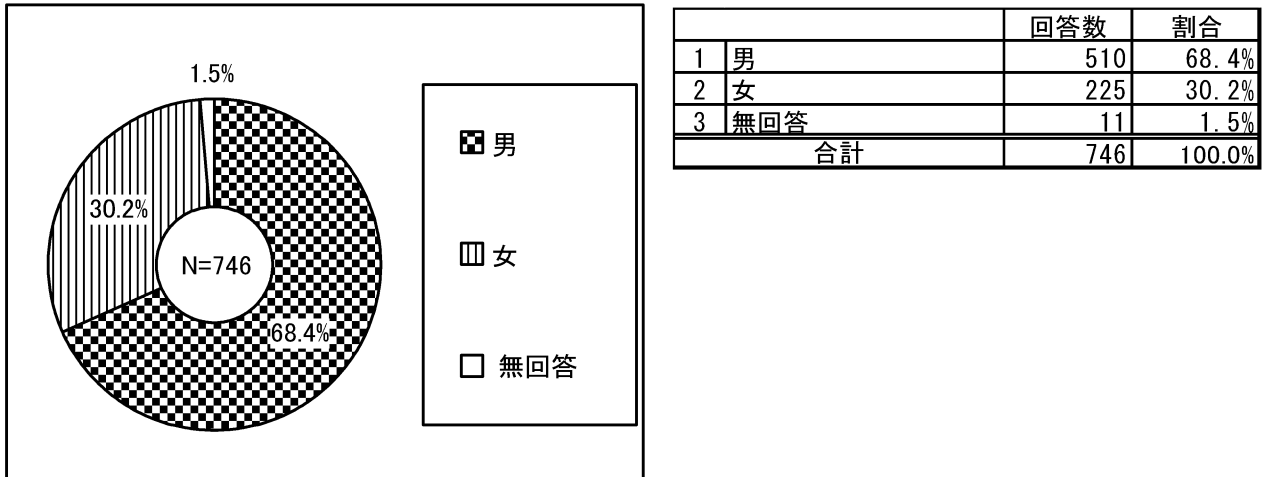 1.5%
30.2%
N=746
68.4%
男
女
無回答
回答数 割合
1 男 510 68.4%
2 女 225 30.2%
3 無回答 11 1.5%
合計 746 100.0%